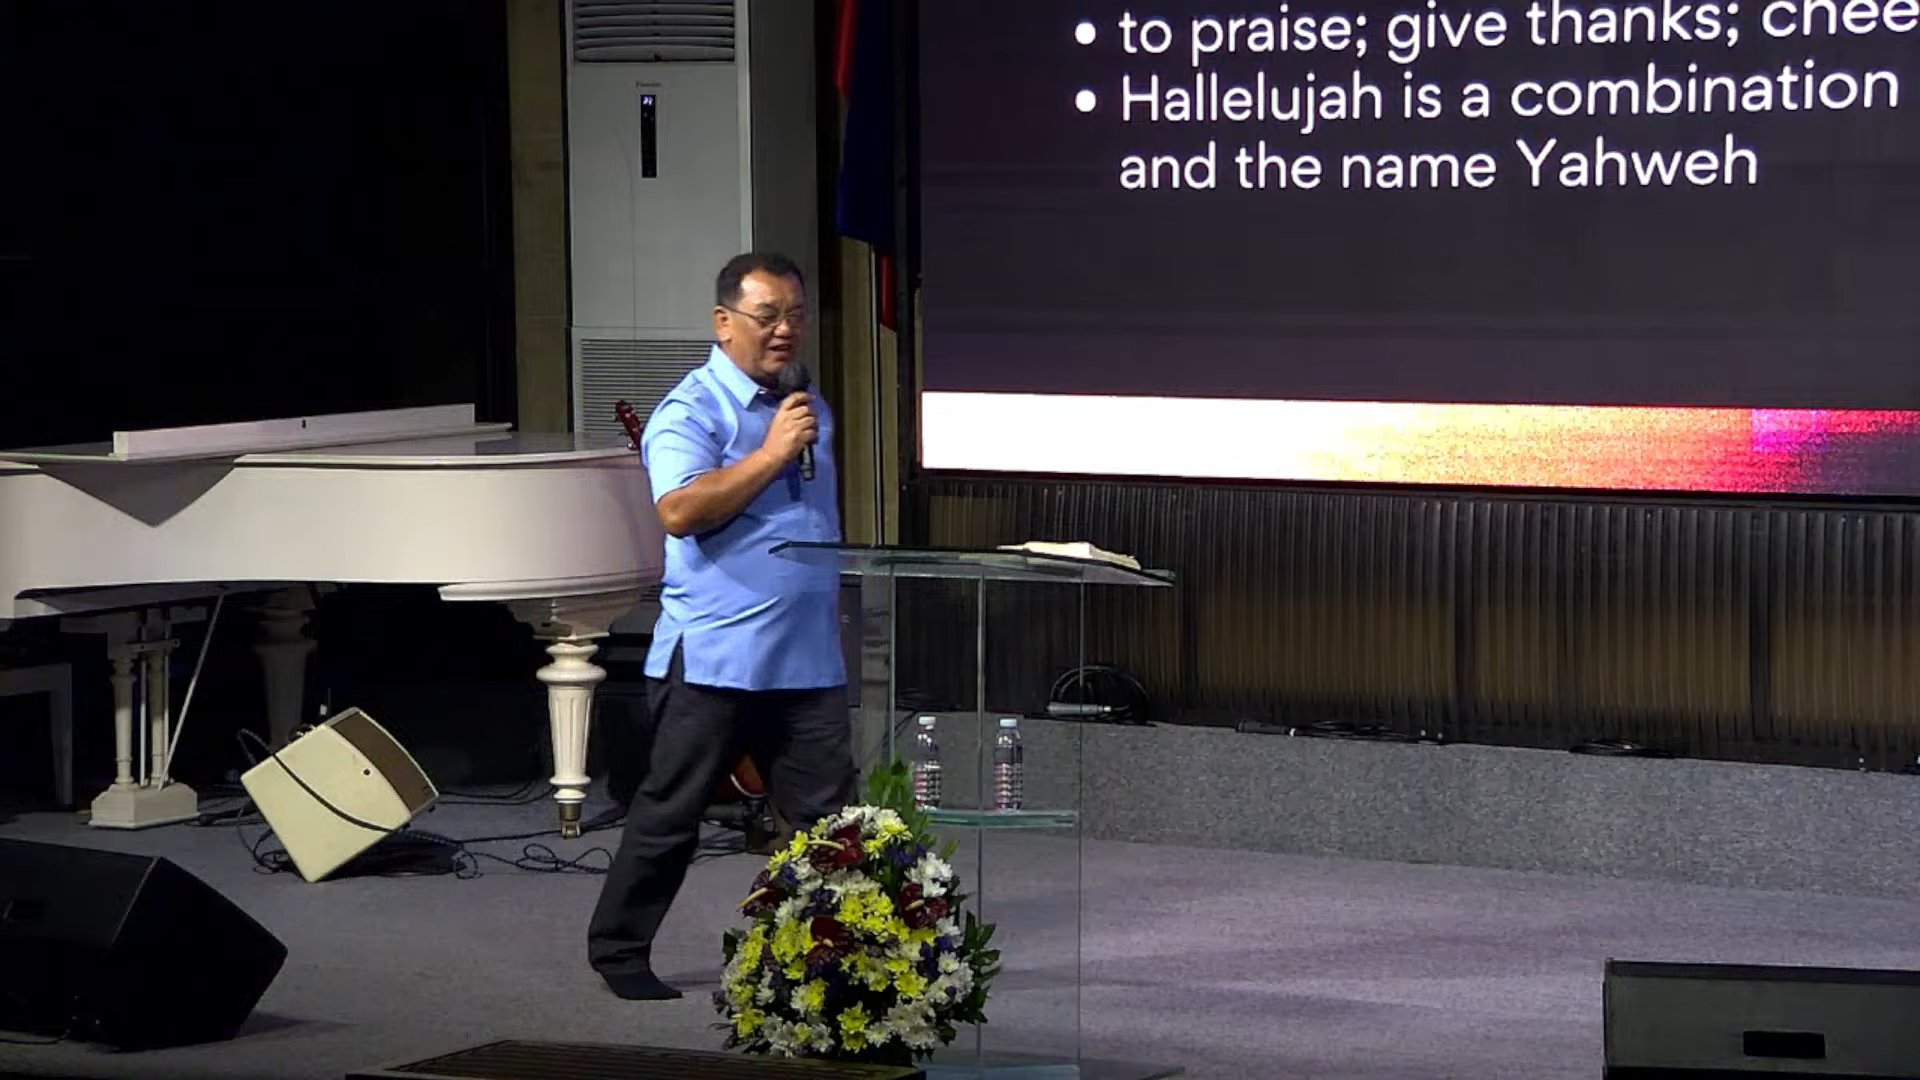 • to praise; give thanks; chee
• Hallelujah is a combination
and the name Yahweh